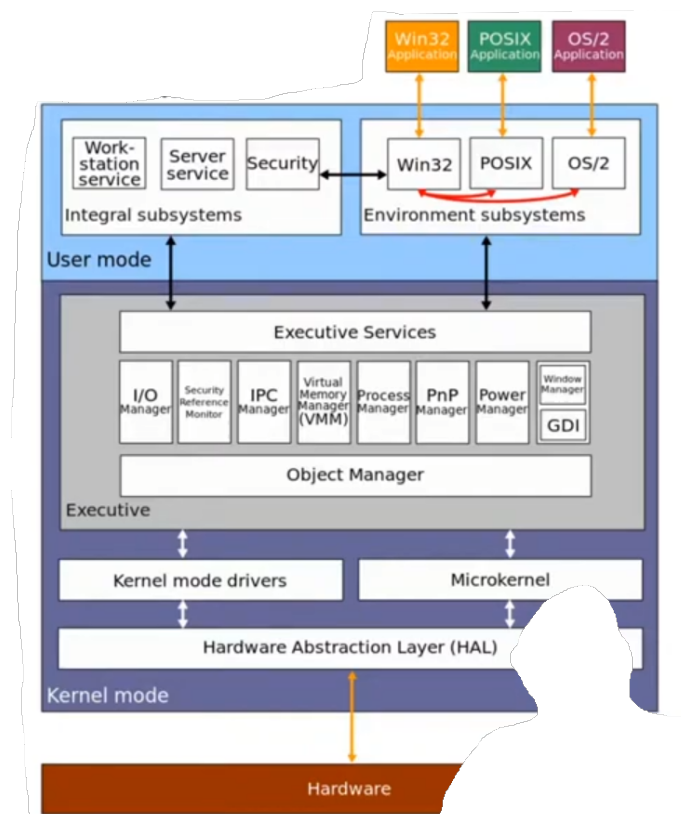 Win32
Application
POSIX
Application
OS/2
Application
Work-
station
service
Server
service
Security
Integral subsystems
Win32
POSIX
OS/2
Environment subsystems
User mode
Executive Services
I/O
Manager
Security
Reference
Monitor
IPC
Manager
Virtual
Memory
Manager
(VMM)
Process
Manager
PnP
Manager
Power
Manager
Window
Manager
GDI
Object Manager
Executive
Kernel mode drivers
Microkernel
Hardware Abstraction Layer (HAL)
Kernel mode
Hardware